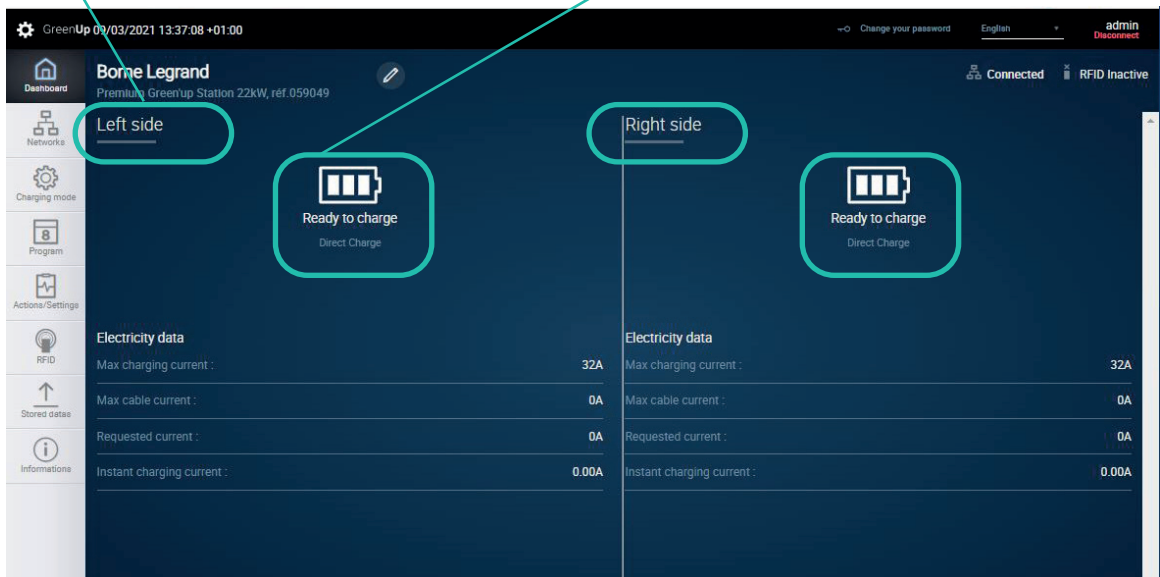 GreenUp 09/03/2021 13:37:08 +01:00
Change your password
English
admin
Disconnect
Dashboard
Borne Legrand
Premium Green'up Station 22kW, réf.059049
Connected
RFID Inactive
Networks
Charging mode
8
Program
Actions/Settings
RFID
Stored datas
Informations
Left side
Ready to charge
Direct Charge
Electricity data
Max charging current : 32A
Max cable current : 0A
Requested current : 0A
Instant charging current : 0.00A
Right side
Ready to charge
Direct Charge
Electricity data
Max charging current : 32A
Max cable current : 0A
Requested current : 0A
Instant charging current : 0.00A